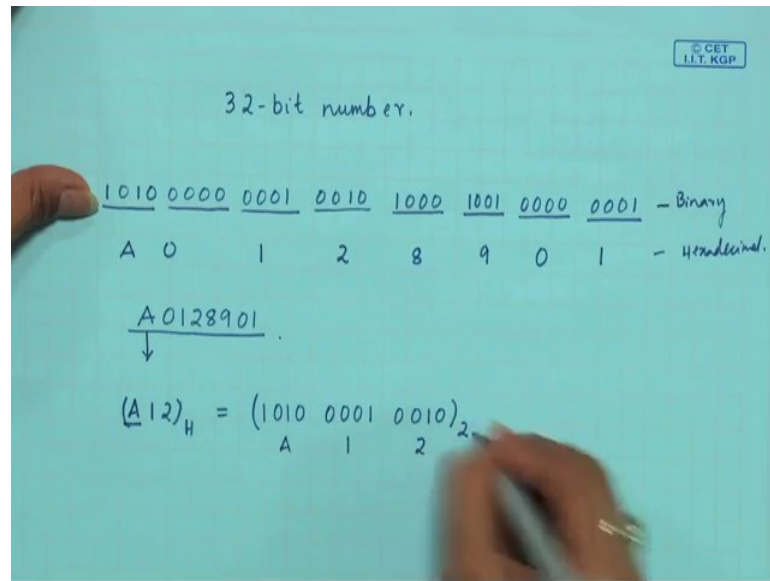 © CET
I.I.T. KGP
32-bit number.
1010 0000 0001 0010 1000 1001 0000 0001 - Binary
A 0 1 2 8 9 0 1 - Hexadecimal.
A0128901.
(A12)H = (1010 0001 0010)2
A 1 2